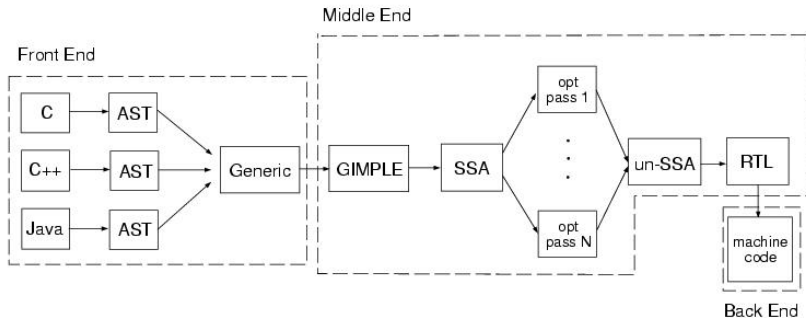 Middle End
Front End
C
AST
C++
AST
Java
AST
Generic
GIMPLE
SSA
opt
pass 1
opt
pass N
un-SSA
RTL
machine
code
Back End